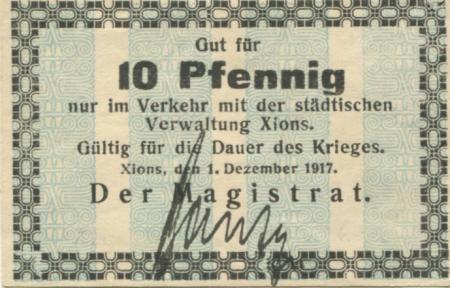 Gut für
10 Pfennig
nur im Verkehr mit der städtischen
Verwaltung Xions.
Gültig für die Dauer des Krieges.
Xions, den 1. Dezember 1917.
Der Magistrat.